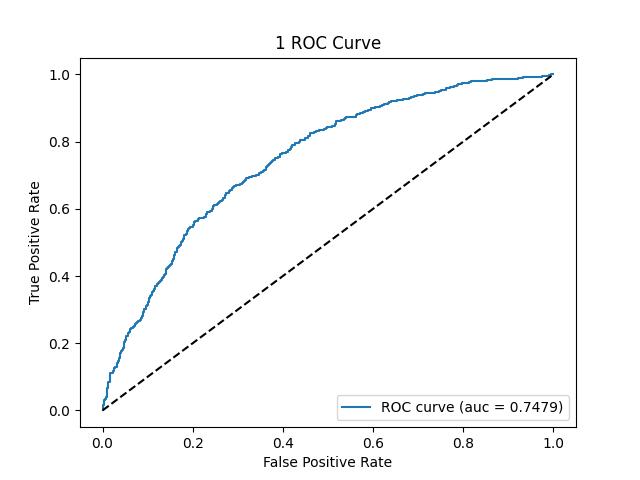 1 ROC Curve
True Positive Rate
1.0
0.8
0.6
0.4
0.2
0.0
ROC curve (auc = 0.7479)
0.0 0.2 0.4 0.6 0.8 1.0
False Positive Rate